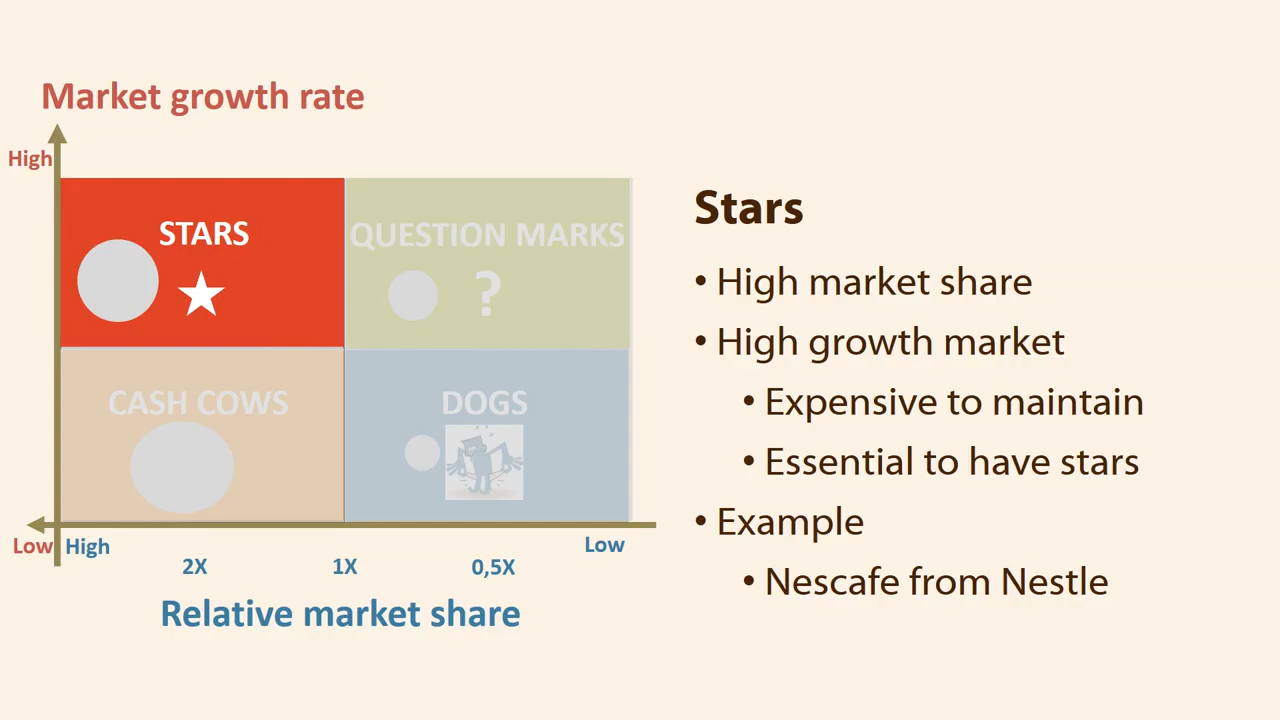 Market growth rate
High
STARS
QUESTION MARKS
?
CASH COWS
DOGS
Low
High
2X
1X
0,5X
Low
Relative market share
Stars
• High market share
• High growth market
• Expensive to maintain
• Essential to have stars
• Example
• Nescafe from Nestle